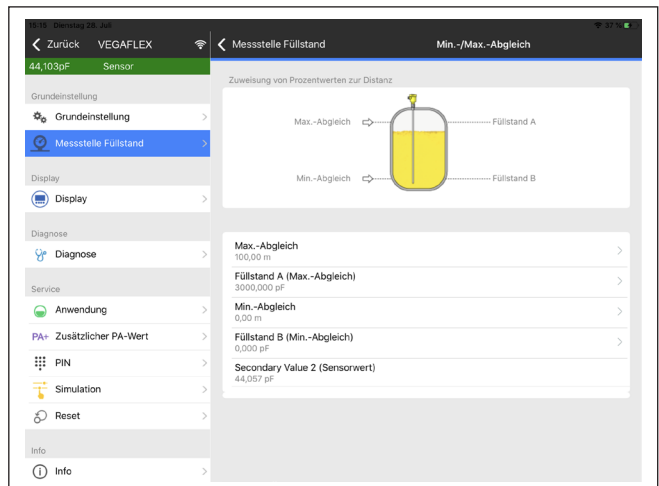 15:15 Dienstag 28. Juli
37 %
Zurück VEGAFLEX
44,103pF Sensor
Grundeinstellung
Grundeinstellung
Messstelle Füllstand
Display
Display
Diagnose
Diagnose
Service
Anwendung
PA+ Zusätzlicher PA-Wert
PIN
Simulation
Reset
Info
Info
Messstelle Füllstand Min.-/Max.-Abgleich
Zuweisung von Prozentwerten zur Distanz
Max.-Abgleich Füllstand A
Min.-Abgleich Füllstand B
Max.-Abgleich
100,00 m
Füllstand A (Max.-Abgleich)
3000,000 pF
Min.-Abgleich
0,00 m
Füllstand B (Min.-Abgleich)
0,000 pF
Secondary Value 2 (Sensorwert)
44,057 pF